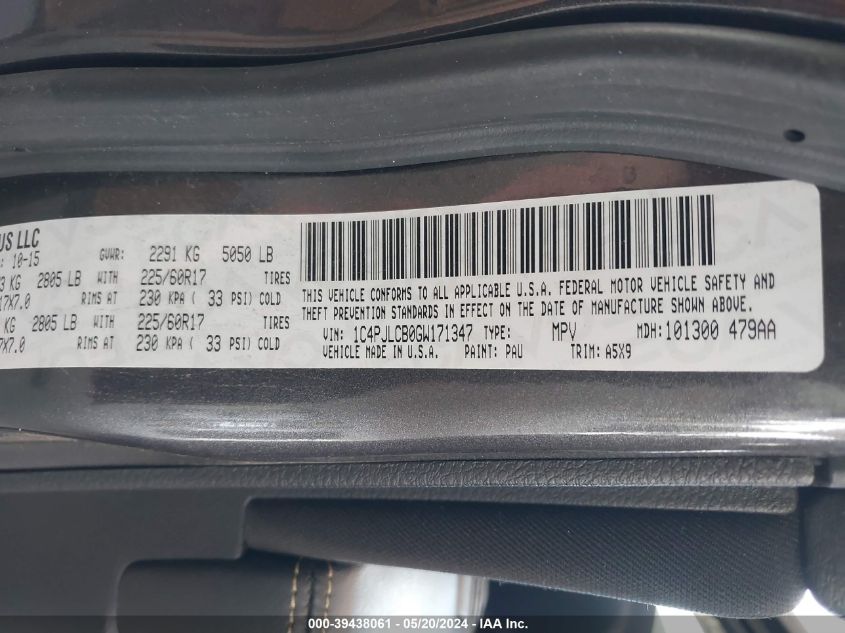 US LLC
: 10-15 GVWR: 2291 KG 5050 LB
3 KG 2805 LB WITH 225/60R17 TIRES
17X7.0 RIMS AT 230 KPA ( 33 PSI) COLD
KG 2805 LB WITH 225/60R17 TIRES
7X7.0 RIMS AT 230 KPA ( 33 PSI) COLD
THIS VEHICLE CONFORMS TO ALL APPLICABLE U.S.A. FEDERAL MOTOR VEHICLE SAFETY AND
THEFT PREVENTION STANDARDS IN EFFECT ON THE DATE OF MANUFACTURE SHOWN ABOVE.
VIN: 1C4PJLCB0GW171347 TYPE: MPV MDH: 101300 479AA
VEHICLE MADE IN U.S.A. PAINT: PAU TRIM: A5X9
000-39438061 - 05/20/2024 - IAA Inc.